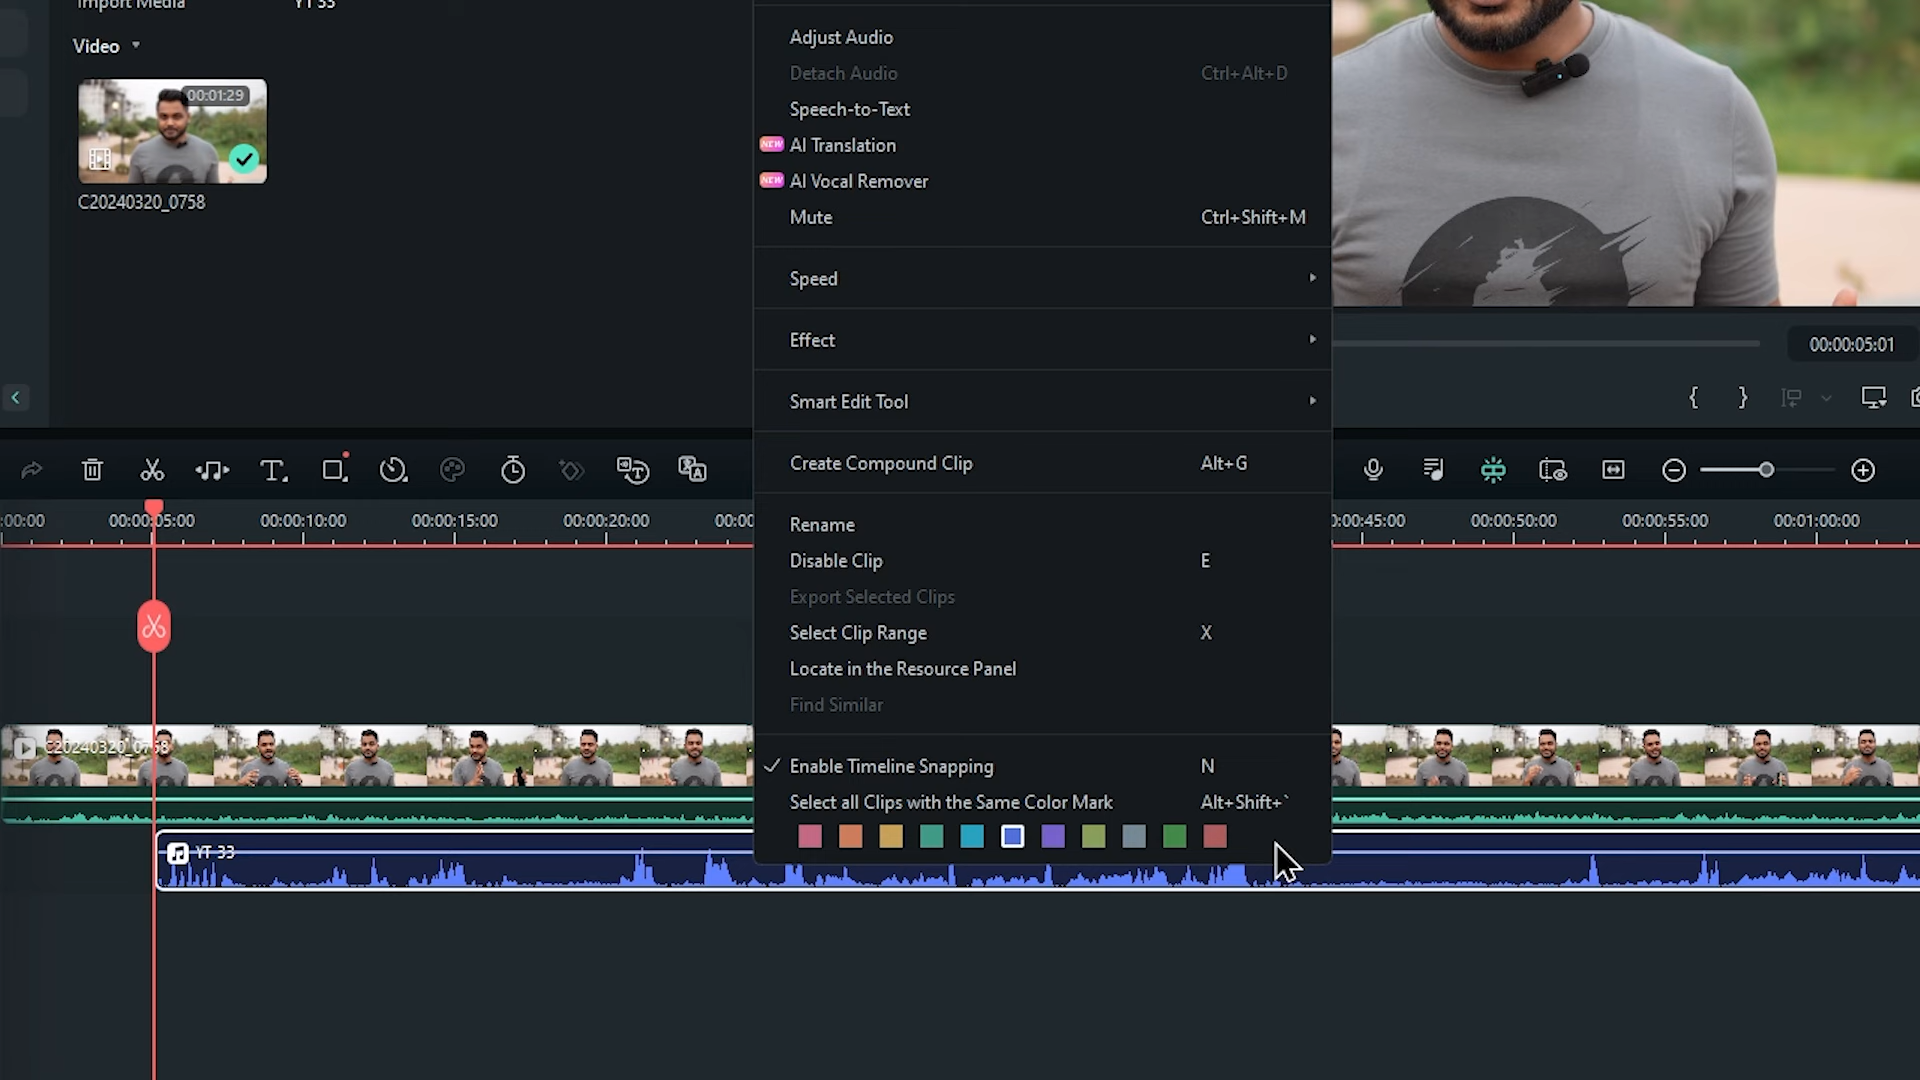 Import Media
YT 33
Video
00:01:29
C20240320_0758
Adjust Audio
Detach Audio Ctrl+Alt+D
Speech-to-Text
NEW AI Translation
NEW AI Vocal Remover
Mute Ctrl+Shift+M
Speed
Effect
Smart Edit Tool
Create Compound Clip Alt+G
Rename
Disable Clip E
Export Selected Clips
Select Clip Range X
Locate in the Resource Panel
Find Similar
Enable Timeline Snapping N
Select all Clips with the Same Color Mark Alt+Shift+`
00:00:05:01
:00:00 00:00:05:00 00:00:10:00 00:00:15:00 00:00:20:00 00:00 0:00:45:00 00:00:50:00 00:00:55:00 00:01:00:00
C20240320_0758
YT 33